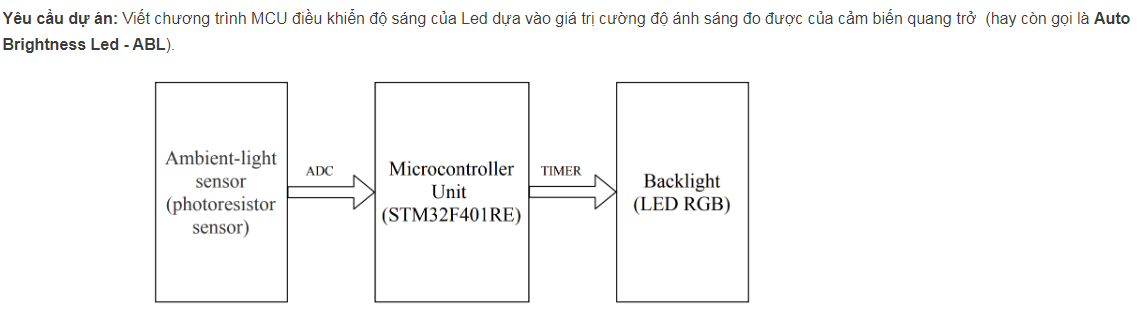 Yêu cầu dự án: Viết chương trình MCU điều khiển độ sáng của Led dựa vào giá trị cường độ ánh sáng đo được của cảm biến quang trở (hay còn gọi là Auto
Brightness Led - ABL).
Ambient-light
sensor
(photoresistor
sensor)
ADC
Microcontroller
Unit
(STM32F401RE)
TIMER
Backlight
(LED RGB)